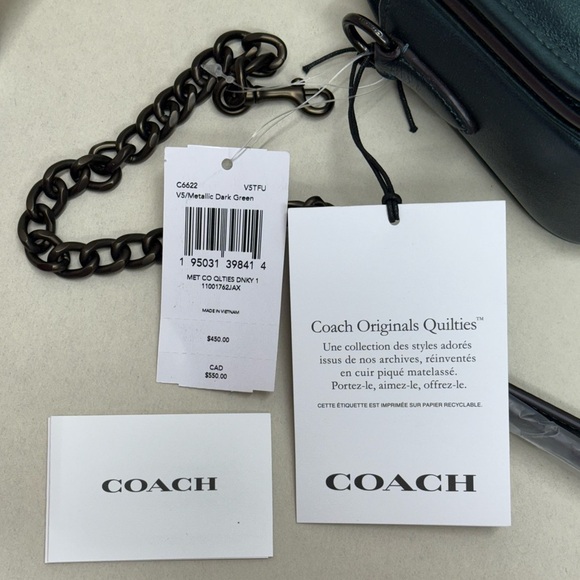 C6622 V5TFU
V5/Metallic Dark Green
1 95031 39841 4
MET CO QLTIES DNKY 1
11001762JAX
MADE IN VIETNAM
$450.00
CAD
$550.00
Coach Originals Quilties™
Une collection des styles adorés
issus de nos archives, réinventés
en cuir piqué matelassé.
Portez-le, aimez-le, offrez-le.
CETTE ÉTIQUETTE EST IMPRIMÉE SUR PAPIER RECYCLABLE.
COACH
COACH